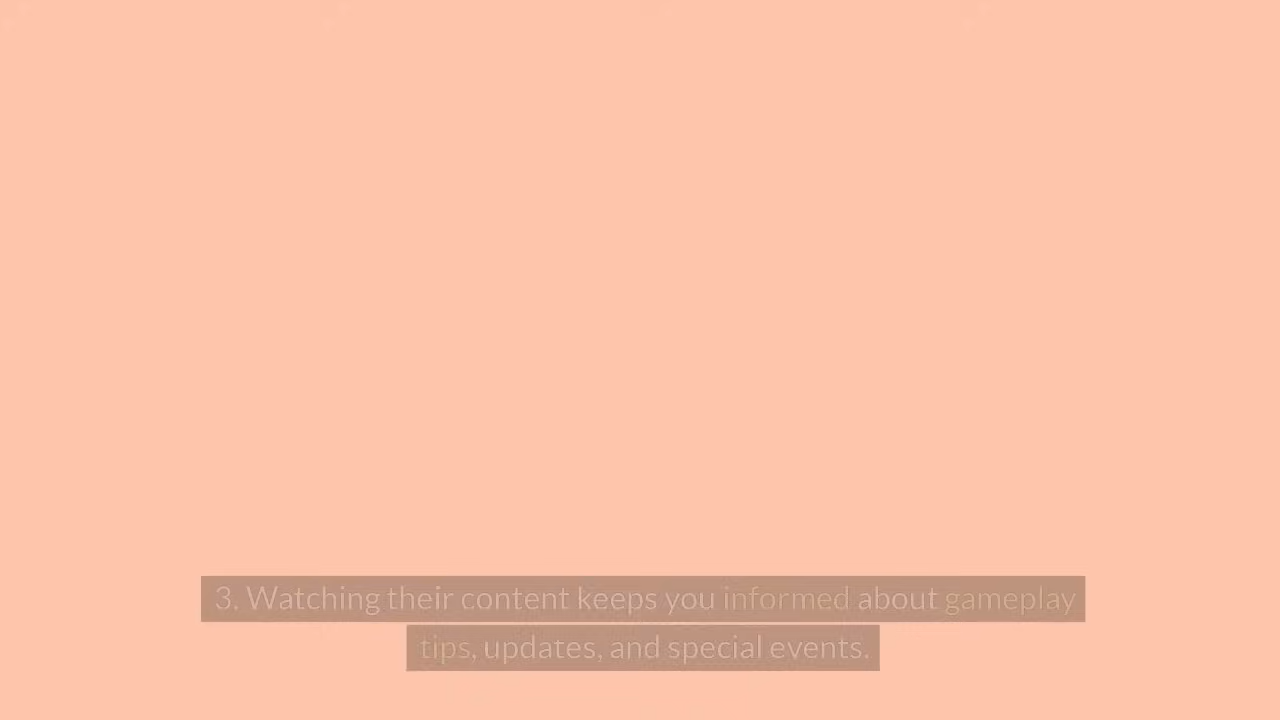 3. Watching their content keeps you informed about gameplay
tips, updates, and special events.